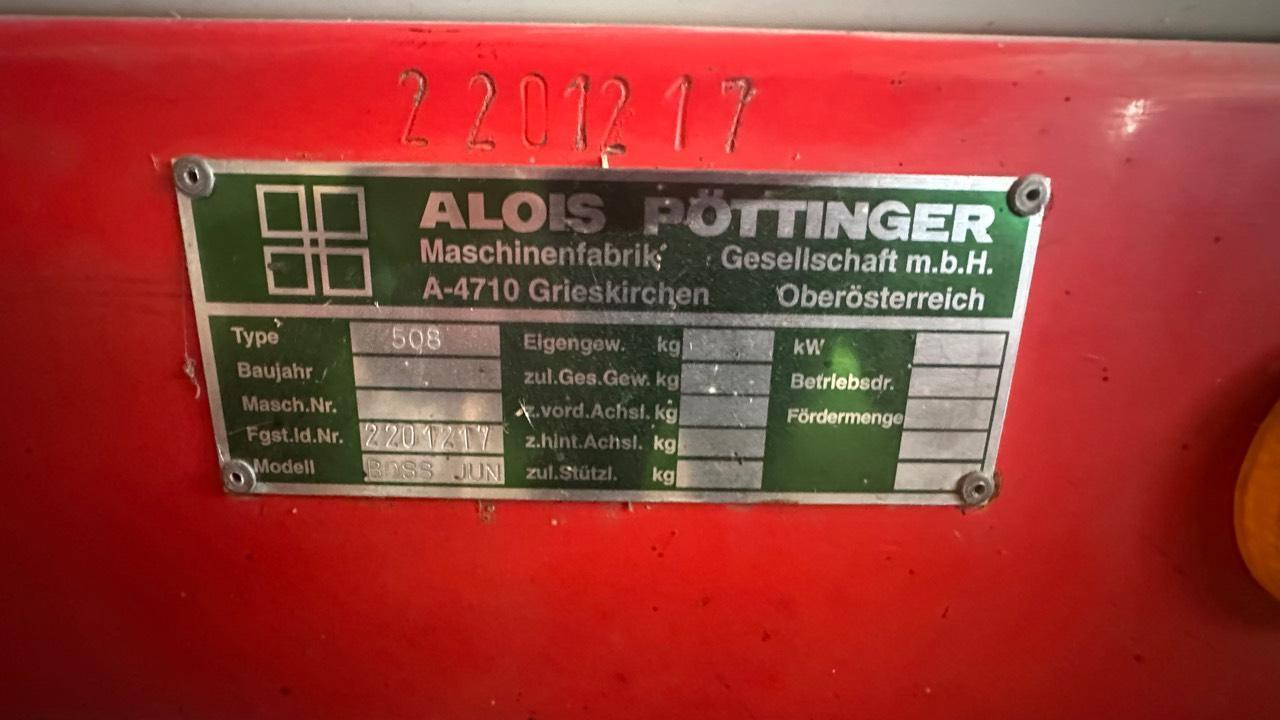 2201217
ALOIS PÖTTINGER
Maschinenfabrik Gesellschaft m.b.H.
A-4710 Grieskirchen Oberösterreich
Type 508 Eigengew. kg kW
Baujahr zul.Ges.Gew. kg Betriebsdr.
Masch.Nr. z.vord.Achsl. kg Fördermenge
Fgst.Id.Nr. 2201217 z.hint.Achsl. kg
Modell BOSS JUN zul.Stützl. kg